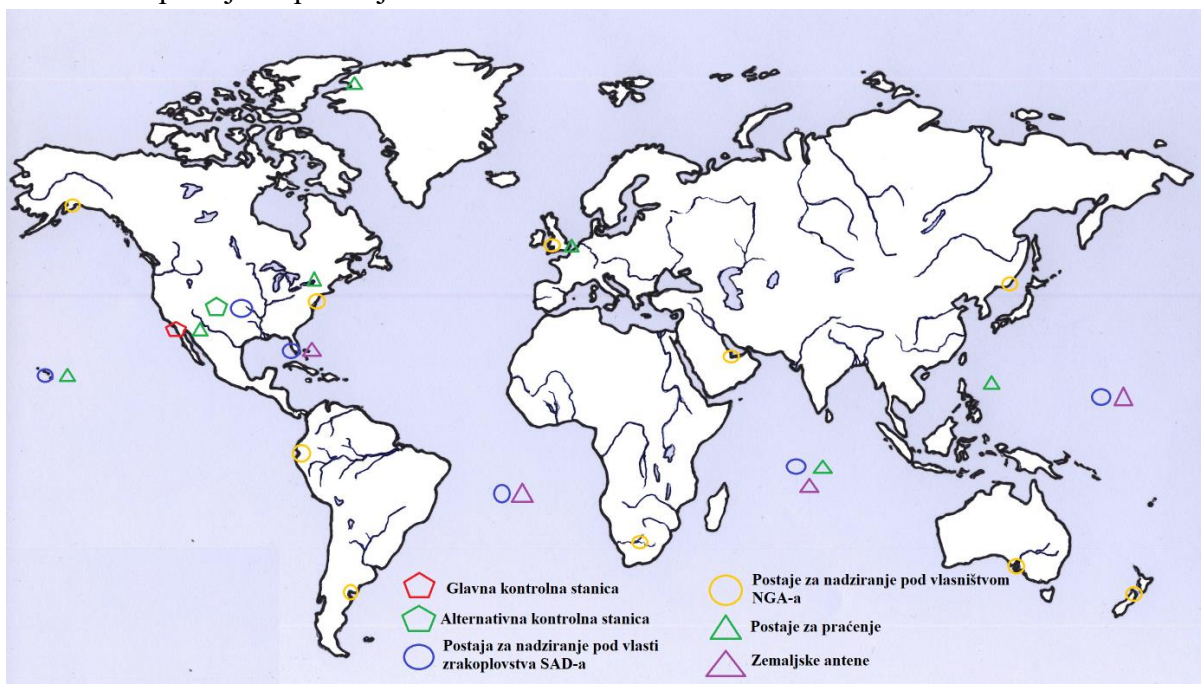 Glavna kontrolna stanica
Alternativna kontrolna stanica
Postaja za nadziranje pod vlasti
zrakoplovstva SAD-a
Postaje za nadziranje pod vlasništvom
NGA-a
Postaje za praćenje
Zemaljske antene